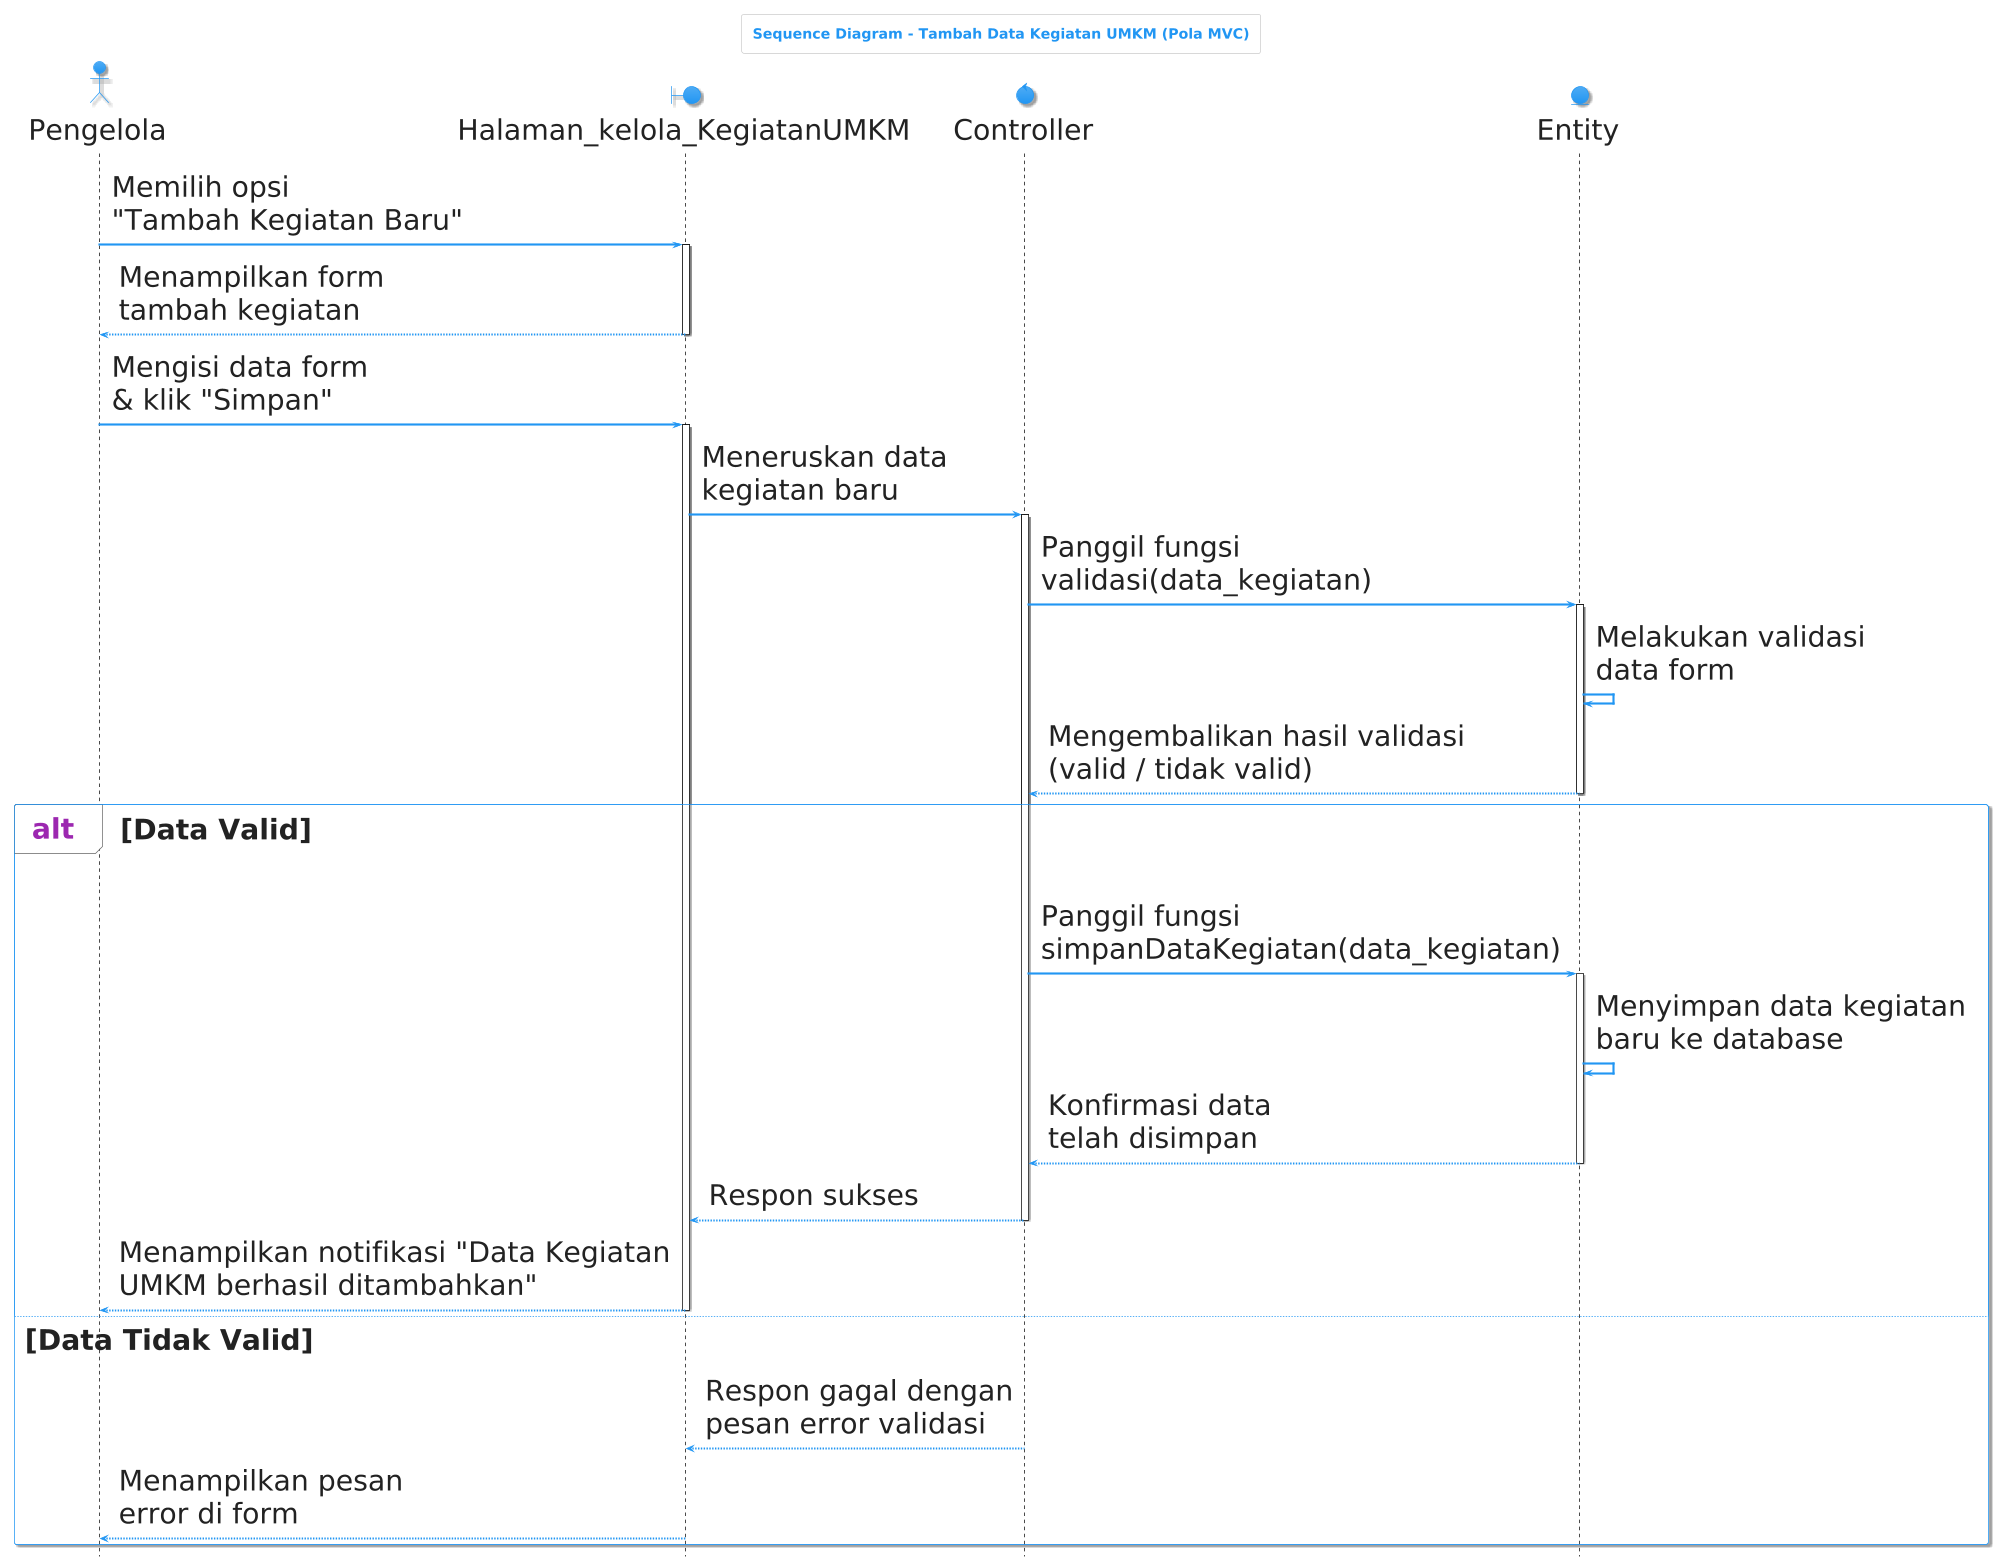 Sequence Diagram - Tambah Data Kegiatan UMKM (Pola MVC)
Pengelola
Halaman_kelola_KegiatanUMKM
Controller
Entity
Memilih opsi
"Tambah Kegiatan Baru"
Menampilkan form
tambah kegiatan
Mengisi data form
& klik "Simpan"
Meneruskan data
kegiatan baru
Panggil fungsi
validasi(data_kegiatan)
Melakukan validasi
data form
Mengembalikan hasil validasi
(valid / tidak valid)
alt
[Data Valid]
Panggil fungsi
simpanDataKegiatan(data_kegiatan)
Menyimpan data kegiatan
baru ke database
Konfirmasi data
telah disimpan
Respon sukses
Menampilkan notifikasi "Data Kegiatan
UMKM berhasil ditambahkan"
[Data Tidak Valid]
Respon gagal dengan
pesan error validasi
Menampilkan pesan
error di form